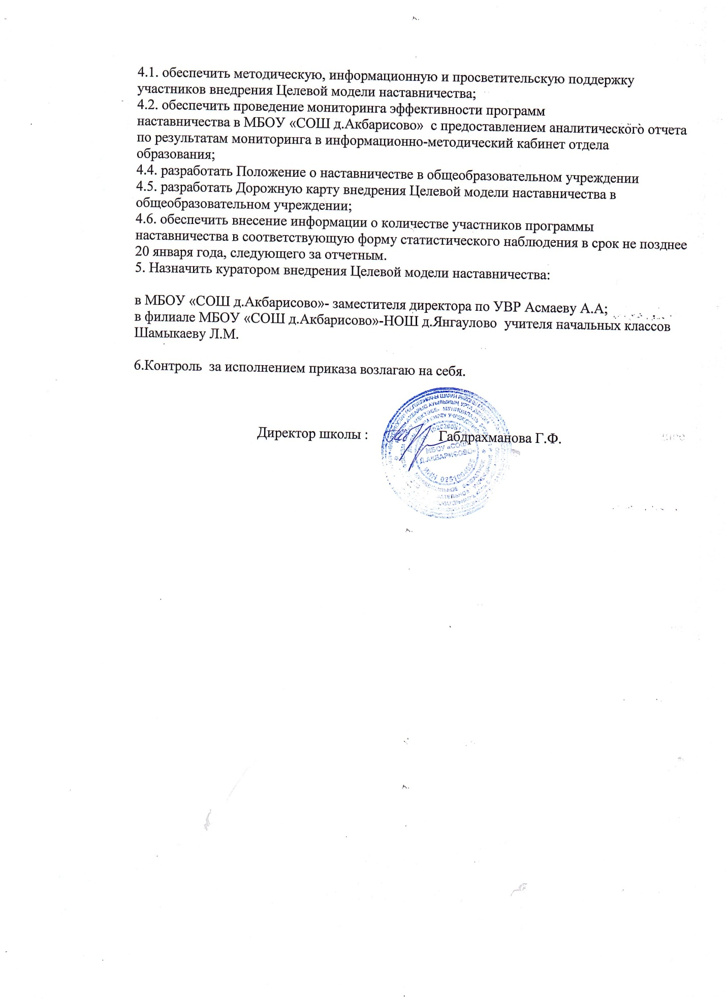 4.1. обеспечить методическую, информационную и просветительскую поддержку
участников внедрения Целевой модели наставничества;
4.2. обеспечить проведение мониторинга эффективности программ
наставничества в МБОУ «СОШ д.Акбарисово»  с предоставлением аналитического отчета
по результатам мониторинга в информационно-методический кабинет отдела
образования;
4.4. разработать Положение о наставничестве в общеобразовательном учреждении
4.5. разработать Дорожную карту внедрения Целевой модели наставничества в
общеобразовательном учреждении;
4.6. обеспечить внесение информации о количестве участников программы
наставничества в соответствующую форму статистического наблюдения в срок не позднее
20 января года, следующего за отчетным.
5. Назначить куратором внедрения Целевой модели наставничества:
в МБОУ «СОШ д.Акбарисово»- заместителя директора по УВР Асмаеву А.А;
в филиале МБОУ «СОШ д.Акбарисово»-НОШ д.Янгаулово  учителя начальных классов
Шамыкаеву Л.М.
6.Контроль  за исполнением приказа возлагаю на себя.
Директор школы : Габдрахманова Г.Ф.
МБОУ «СОШ
Д.АКБАРИСОВО»
ИНН